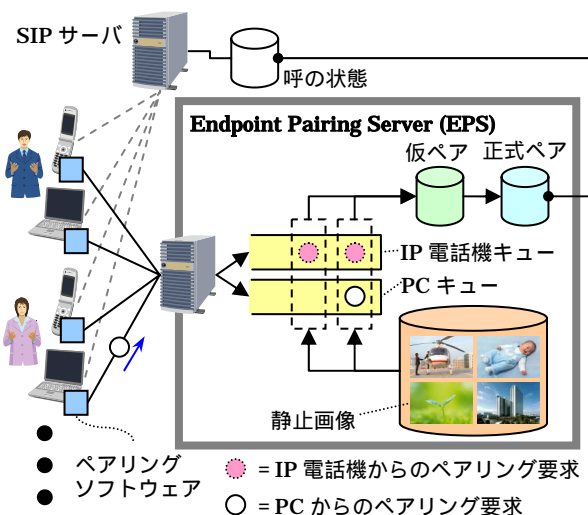 SIP サーバ
呼の状態
Endpoint Pairing Server (EPS)
仮ペア
正式ペア
IP 電話機キュー
PC キュー
静止画像
ペアリング
ソフトウェア
= IP 電話機からのペアリング要求
= PC からのペアリング要求